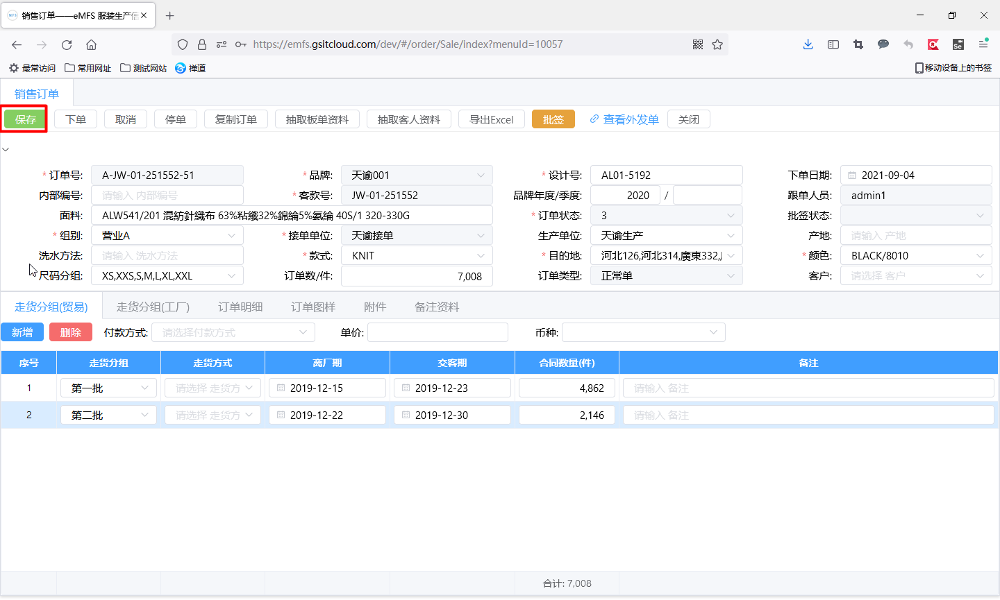 销售订单——eMFS 服装生产信
https://emfs.gsitcloud.com/dev/#/order/Sale/index?menuId=10057
最常访问 常用网址 测试网站 禅道 移动设备上的书签
销售订单
保存 下单 取消 停单 复制订单 抽取板单资料 抽取客人资料 导出Excel 批签 查看外发单 关闭
* 订单号: A-JW-01-251552-51 * 品牌: 天谕001 * 设计号: AL01-5192 下单日期: 2021-09-04
内部编号: 请输入 内部编号 * 客款号: JW-01-251552 品牌年度/季度: 2020 / 跟单人员: admin1
面料: ALW541/201 混紡針織布 63%粘纖32%錦綸5%氨綸 40S/1 320-330G * 订单状态: 3 批签状态:
* 组别: 营业A * 接单单位: 天谕接单 生产单位: 天谕生产 产地: 请输入 产地
洗水方法: 请输入 洗水方法 * 款式: KNIT * 目的地: 河北126,河北314,廣東332, * 颜色: BLACK/8010
尺码分组: XS,XXS,S,M,L,XL,XXL 订单数/件: 7,008 订单类型: 正常单 客户: 请选择 客户
走货分组(贸易) 走货分组(工厂) 订单明细 订单图样 附件 备注资料
新增 删除 付款方式: 请选择付款方式 单价: 币种:
序号 走货分组 走货方式 离厂期 交客期 合同数量(件) 备注
1 第一批 请选择 走货方 2019-12-15 2019-12-23 4,862 请输入 备注
2 第二批 请选择 走货方 2019-12-22 2019-12-30 2,146 请输入 备注
合计: 7,008